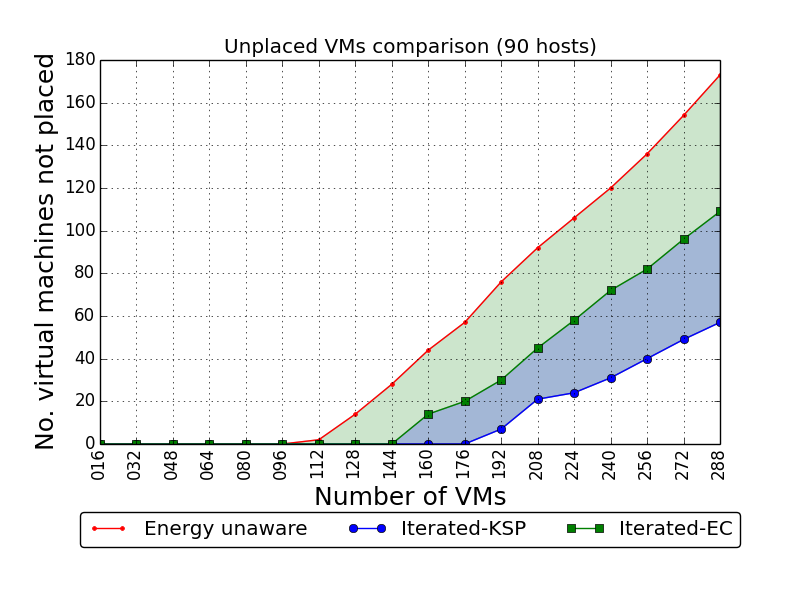 Unplaced VMs comparison (90 hosts)
No. virtual machines not placed
180
160
140
120
100
80
60
40
20
0
016 032 048 064 080 096 112 128 144 160 176 192 208 224 240 256 272 288
Number of VMs
Energy unaware Iterated-KSP Iterated-EC